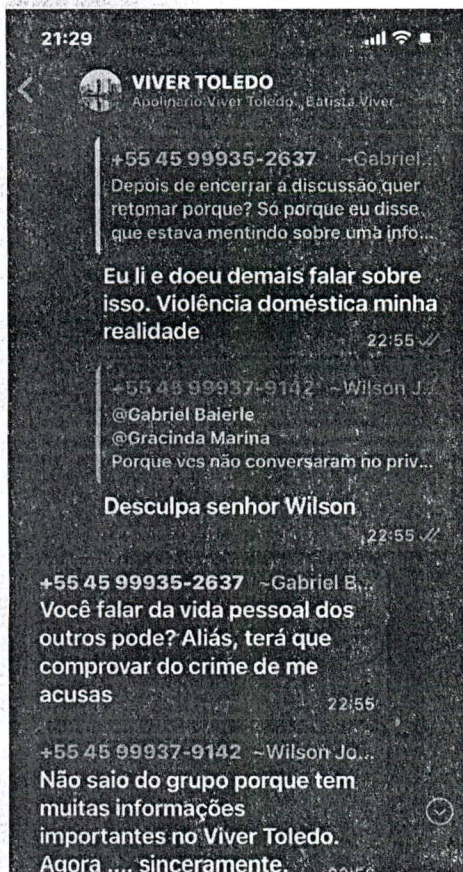 21:29
VIVER TOLEDO
Apolinario Viver Toledo, Batista Viver...
+55 45 99935-2637 ~Gabriel...
Depois de encerrar a discussão quer
retomar porque? Só porque eu disse
que estava mentindo sobre uma info...
Eu li e doeu demais falar sobre
isso. Violência doméstica minha
realidade
22:55
+55 45 99937-9142 ~Wilson J...
@Gabriel Baierle
@Gracinda Marina
Porque vcs não conversaram no priv...
Desculpa senhor Wilson
22:55
+55 45 99935-2637 ~Gabriel B...
Você falar da vida pessoal dos
outros pode? Aliás, terá que
comprovar do crime de me
acusas
22:55
+55 45 99937-9142 ~Wilson Jo...
Não saio do grupo porque tem
muitas informações
importantes no Viver Toledo.
Agora .... sinceramente.